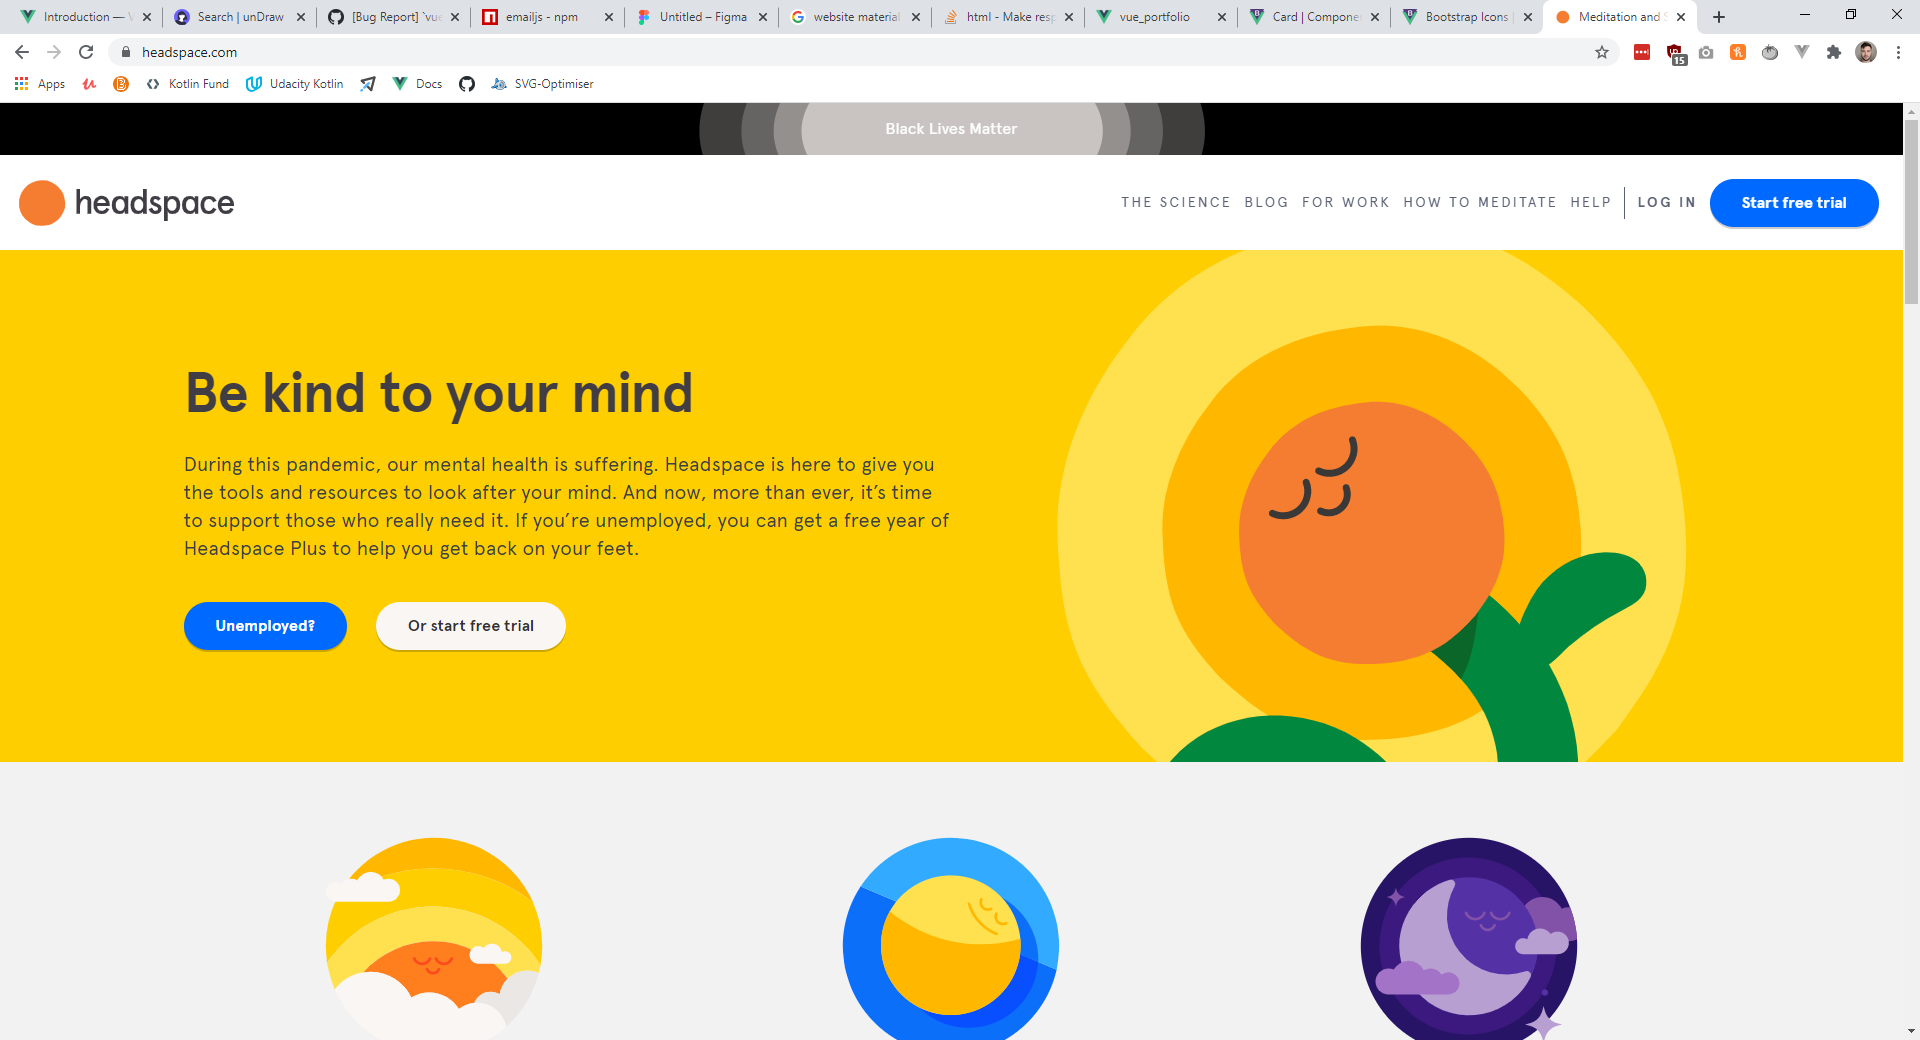 Introduction —
Search | unDraw
[Bug Report] `vue
emailjs - npm
Untitled – Figma
website material
html - Make resp
vue_portfolio
Card | Compone
Bootstrap Icons
Meditation and S
headspace.com
15
Apps
Kotlin Fund
Udacity Kotlin
Docs
SVG-Optimiser
Black Lives Matter
headspace
THE SCIENCE
BLOG
FOR WORK
HOW TO MEDITATE
HELP
LOG IN
Start free trial
Be kind to your mind
During this pandemic, our mental health is suffering. Headspace is here to give you
the tools and resources to look after your mind. And now, more than ever, it’s time
to support those who really need it. If you’re unemployed, you can get a free year of
Headspace Plus to help you get back on your feet.
Unemployed?
Or start free trial